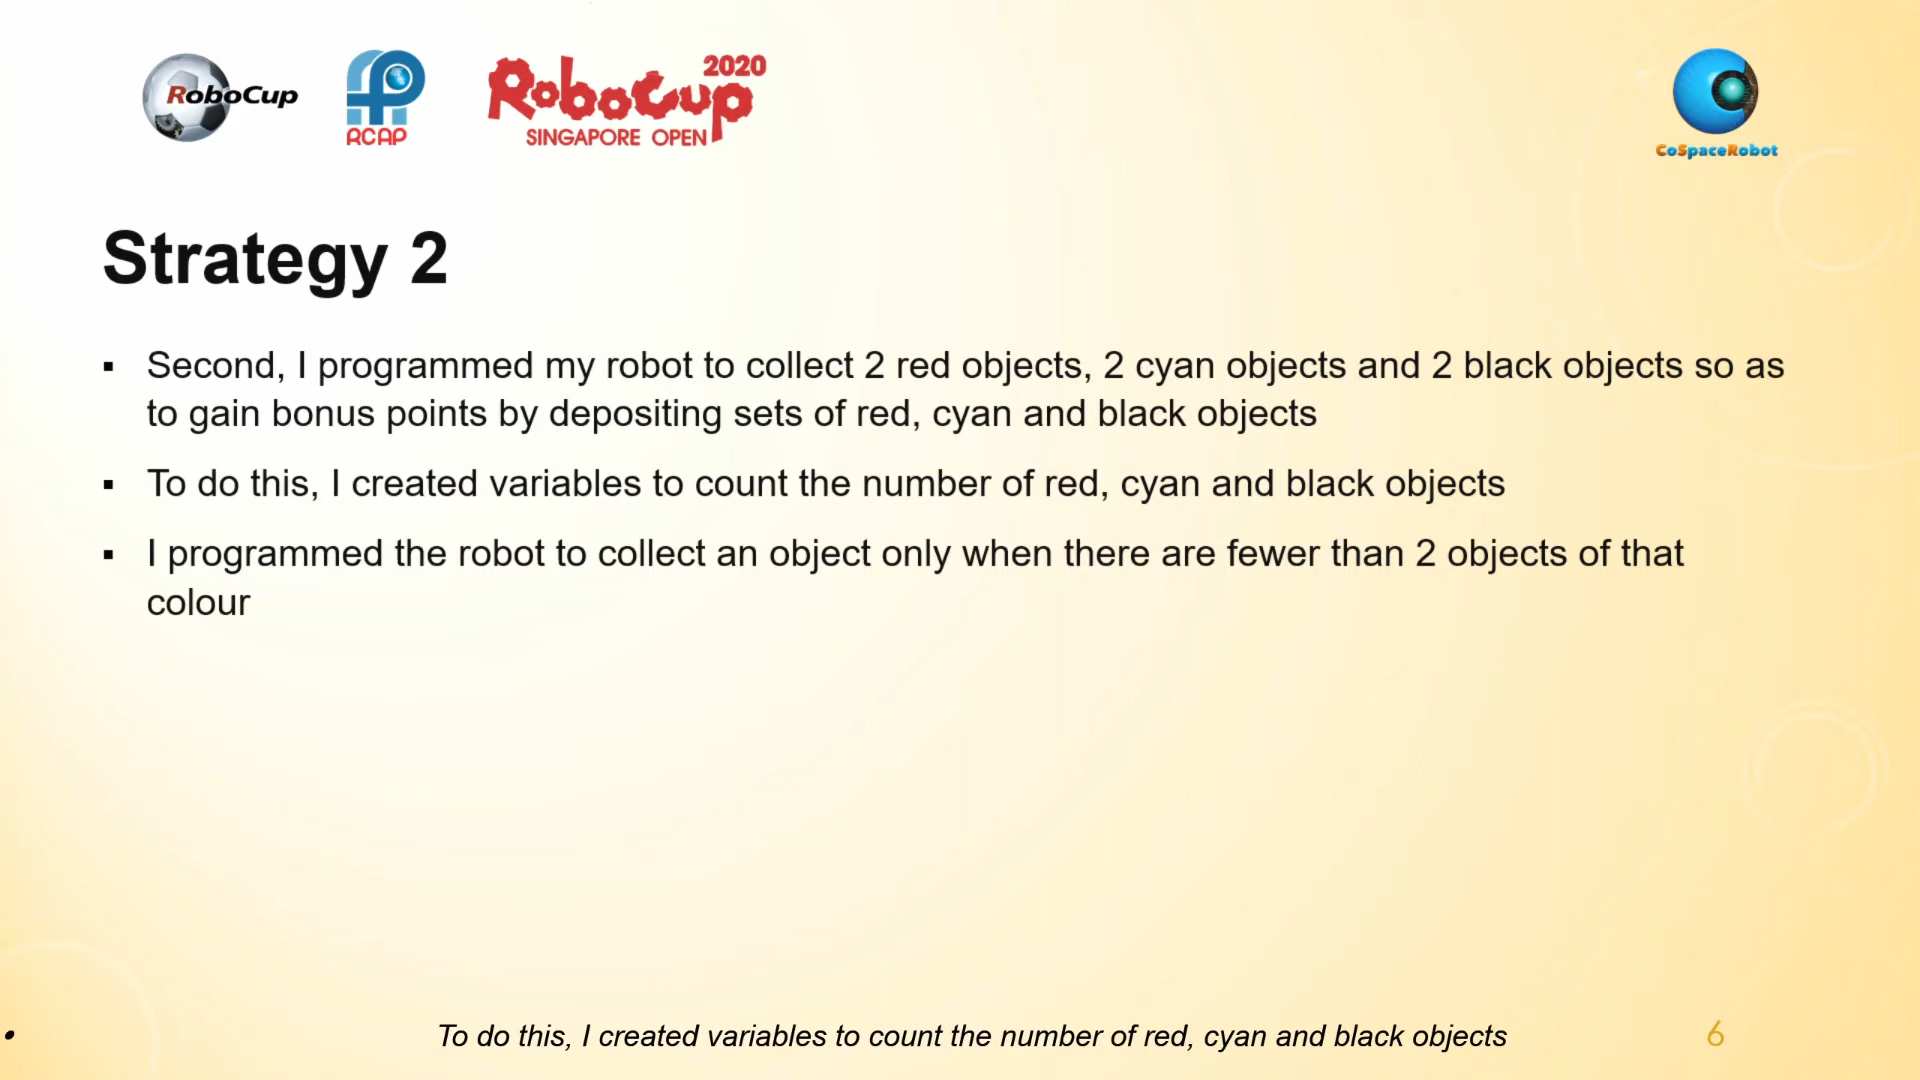 RoboCup
RCAP
RoboCup 2020
SINGAPORE OPEN
CoSpaceRobot
Strategy 2
▪ Second, I programmed my robot to collect 2 red objects, 2 cyan objects and 2 black objects so as
to gain bonus points by depositing sets of red, cyan and black objects
▪ To do this, I created variables to count the number of red, cyan and black objects
▪ I programmed the robot to collect an object only when there are fewer than 2 objects of that
colour
• To do this, I created variables to count the number of red, cyan and black objects
6